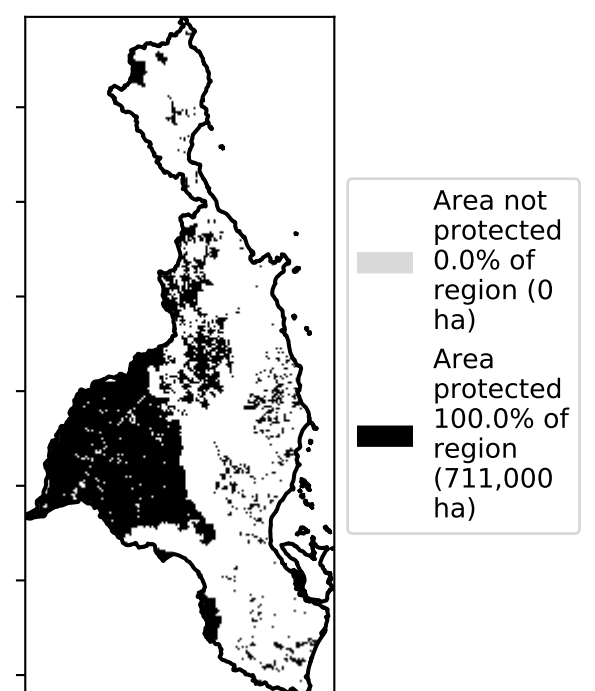 Area not
protected
0.0% of
region (0
ha)
Area
protected
100.0% of
region
(711,000
ha)